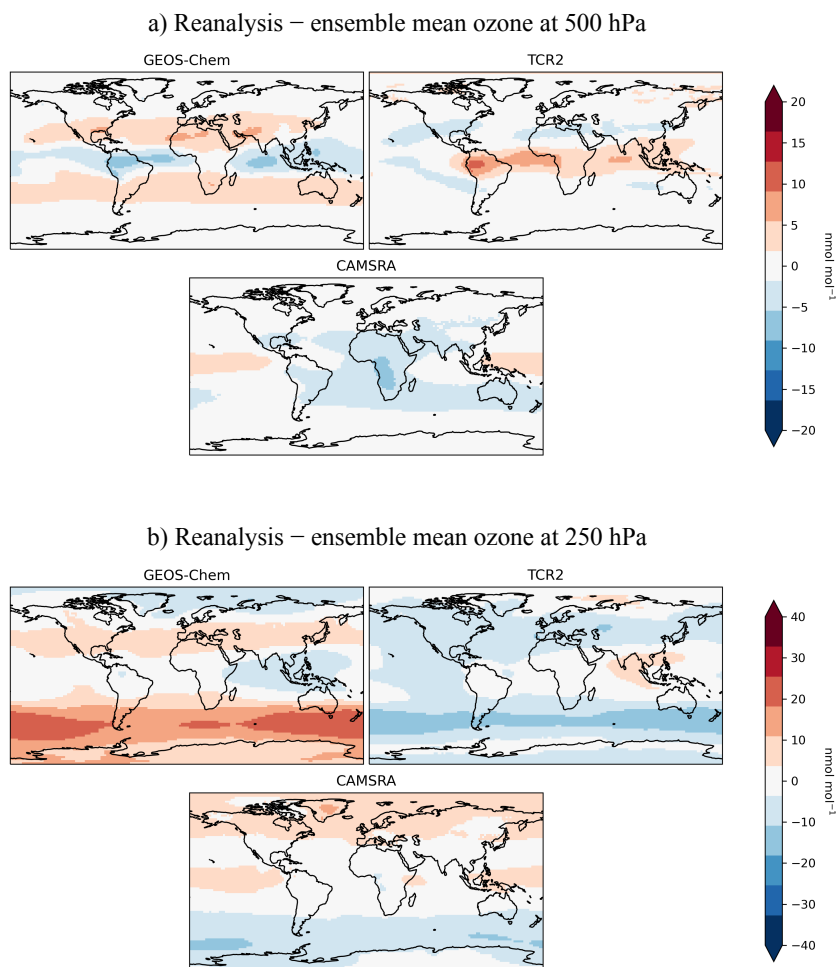 a) Reanalysis − ensemble mean ozone at 500 hPa
GEOS-Chem
TCR2
CAMSRA
20
15
10
5
0
−5
−10
−15
−20
nmol mol⁻¹
b) Reanalysis − ensemble mean ozone at 250 hPa
GEOS-Chem
TCR2
CAMSRA
40
30
20
10
0
−10
−20
−30
−40
nmol mol⁻¹